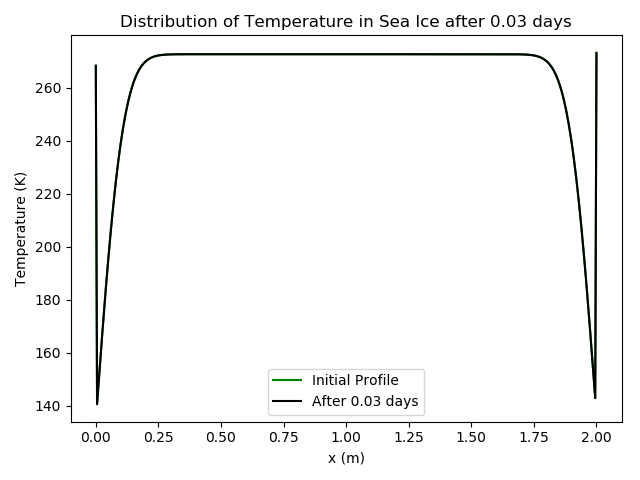 Distribution of Temperature in Sea Ice after 0.03 days
Temperature (K)
260
240
220
200
180
160
140
Initial Profile
After 0.03 days
0.00 0.25 0.50 0.75 1.00 1.25 1.50 1.75 2.00
x (m)